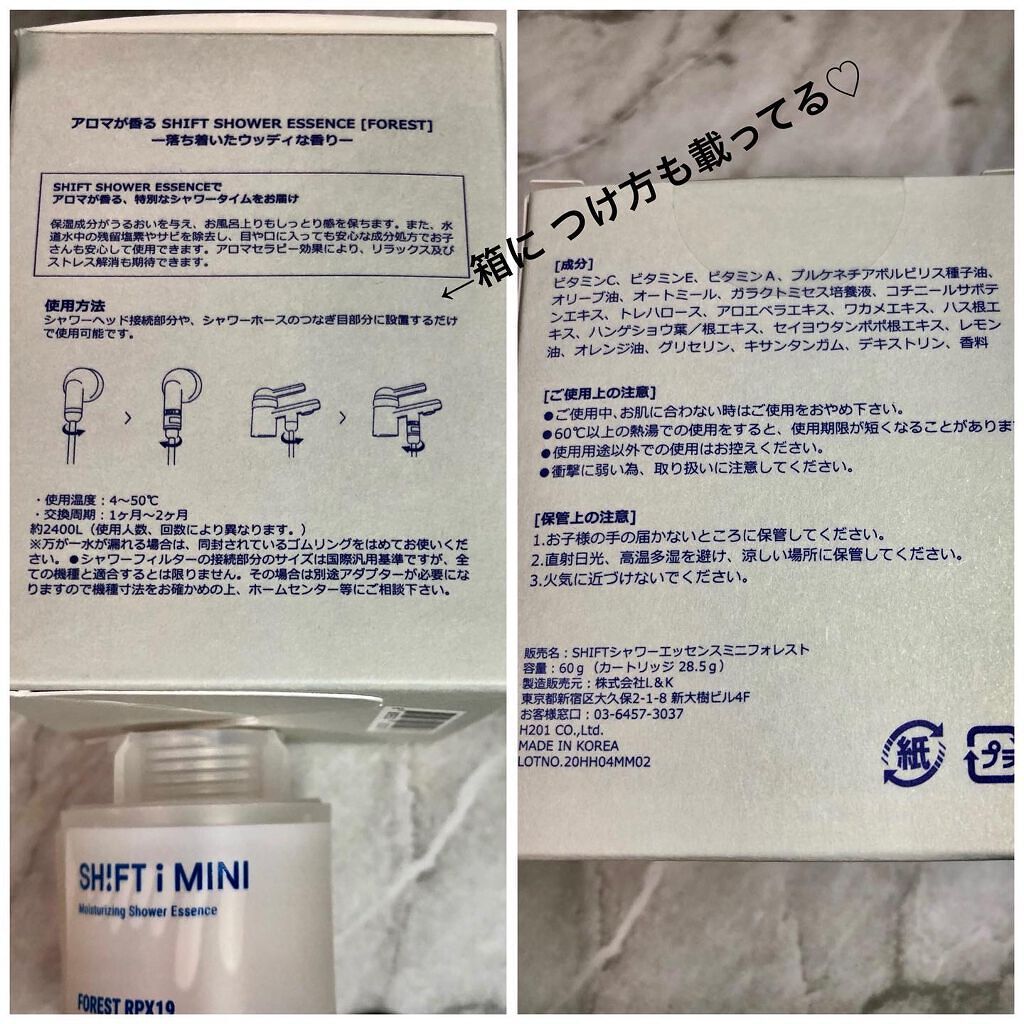 アロマが香る SHIFT SHOWER ESSENCE [FOREST]
―落ち着いたウッディな香り―
SHIFT SHOWER ESSENCEで
アロマが香る、特別なシャワータイムをお届け
保湿成分がうるおいを与え、お風呂上りもしっとり感を保ちます。また、水
道水中の残留塩素やサビを除去し、目や口に入っても安心な成分処方でお子
さんも安心して使用できます。アロマセラピー効果により、リラックス及び
ストレス解消も期待できます。
使用方法
シャワーヘッド接続部分や、シャワーホースのつなぎ目部分に設置するだけ
で使用可能です。
・使用温度：4～50℃
・交換周期：1ヶ月～2ヶ月
約2400L（使用人数、回数により異なります。）
※万が一水が漏れる場合は、同封されているゴムリングをはめてお使いくだ
さい。●シャワーフィルターの接続部分のサイズは国際汎用基準ですが、全
ての機種と適合するとは限りません。その場合は別途アダプターが必要にな
りますので機種寸法をお確かめの上、ホームセンター等にご相談下さい。
SH!FT i MINI
Moisturizing Shower Essence
FOREST RPX19
←箱に つけ方も載ってる♡
[成分]
ビタミンC、ビタミンE、ビタミンA、プルケネチアボルビリス種子油、
オリーブ油、オートミール、ガラクトミセス培養液、コチニールサボテ
ンエキス、トレハロース、アロエベラエキス、ワカメエキス、ハス根エ
キス、ハンゲショウ葉／根エキス、セイヨウタンポポ根エキス、レモン
油、オレンジ油、グリセリン、キサンタンガム、デキストリン、香料
[ご使用上の注意]
●ご使用中、お肌に合わない時はご使用をおやめ下さい。
●60℃以上の熱湯での使用をすると、使用期限が短くなることがありま
●使用用途以外での使用はお控えください。
●衝撃に弱い為、取り扱いに注意してください。
[保管上の注意]
1.お子様の手の届かないところに保管してください。
2.直射日光、高温多湿を避け、涼しい場所に保管してください。
3.火気に近づけないでください。
販売名：SHIFTシャワーエッセンスミニフォレスト
容量：60g（カートリッジ 28.5g）
製造販売元：株式会社L&K
東京都新宿区大久保2-1-8 新大樹ビル4F
お客様窓口：03-6457-3037
H201 CO.,Ltd.
MADE IN KOREA
LOTNO.20HH04MM02
紙
プラ